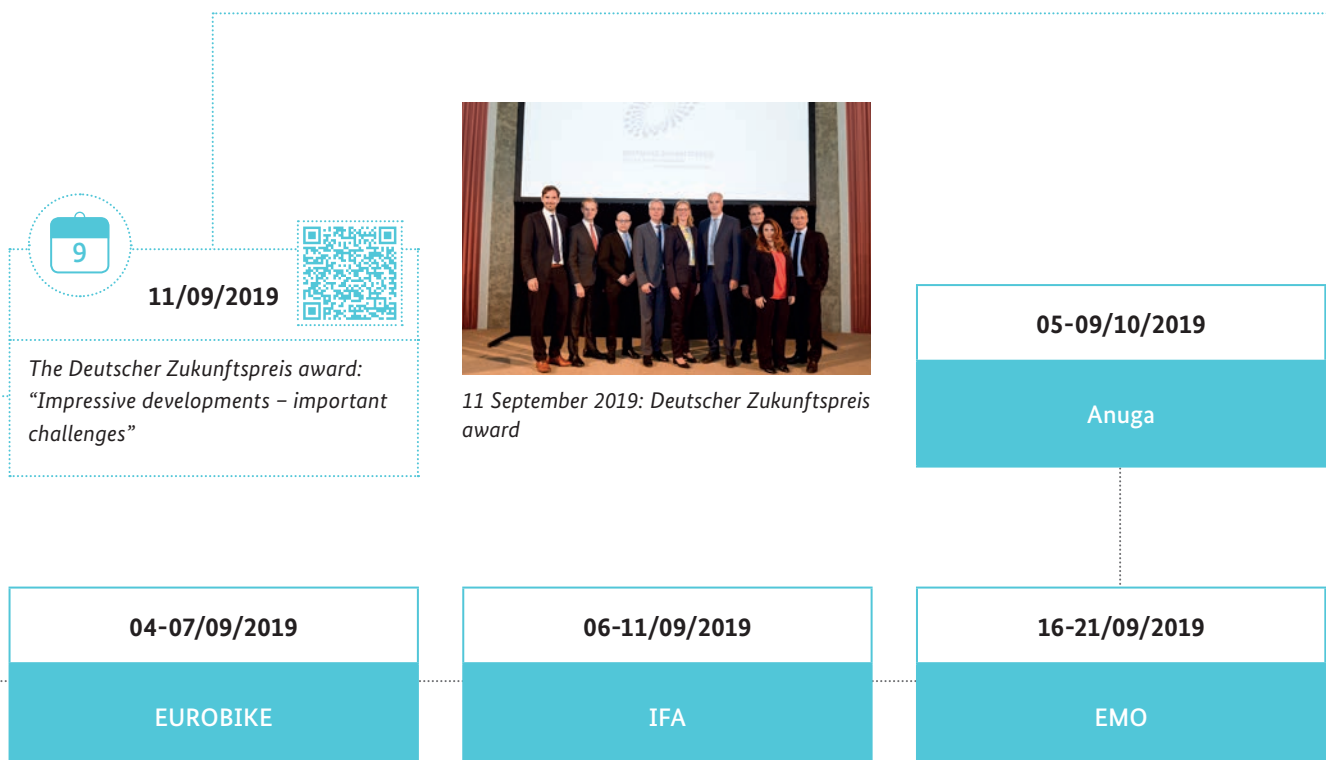 9
11/09/2019
The Deutscher Zukunftspreis award:
“Impressive developments – important
challenges”
11 September 2019: Deutscher Zukunftspreis
award
05-09/10/2019
Anuga
04-07/09/2019
EUROBIKE
06-11/09/2019
IFA
16-21/09/2019
EMO